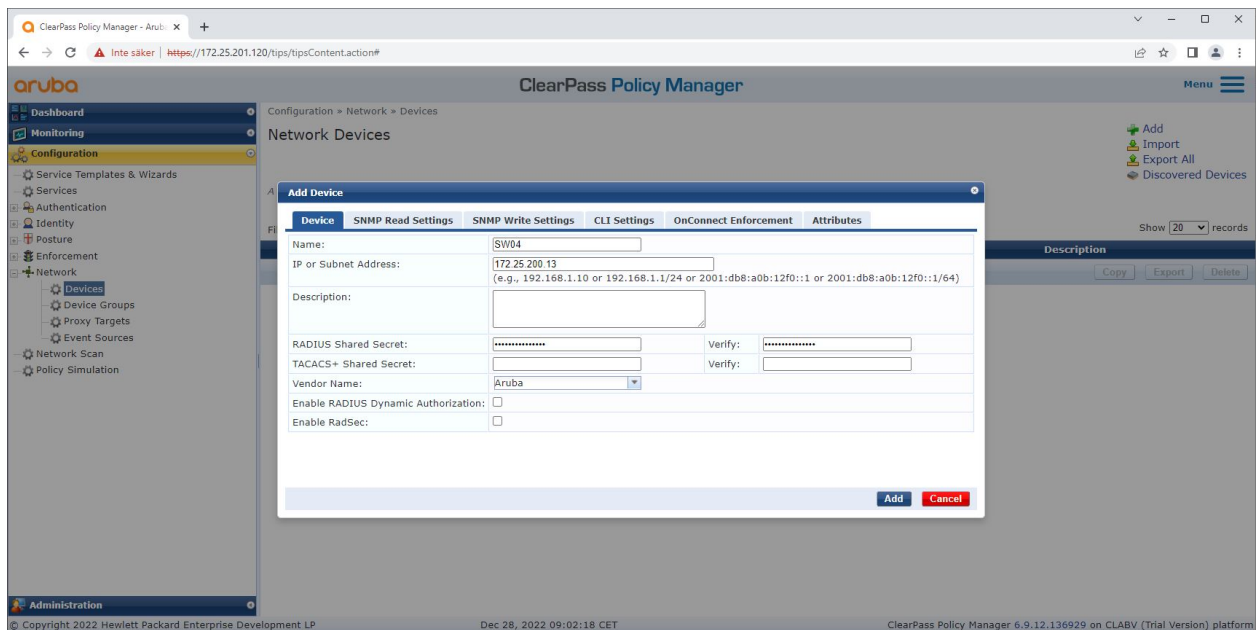 ClearPass Policy Manager - Arub
Inte säker | https://172.25.201.120/tips/tipsContent.action#
aruba
ClearPass Policy Manager
Menu
Dashboard
Monitoring
Configuration
Service Templates & Wizards
Services
Authentication
Identity
Posture
Enforcement
Network
Devices
Device Groups
Proxy Targets
Event Sources
Network Scan
Policy Simulation
Administration
Configuration » Network » Devices
Network Devices
Add
Import
Export All
Discovered Devices
A
Fi
Show 20 records
Description
Copy Export Delete
Add Device
Device SNMP Read Settings SNMP Write Settings CLI Settings OnConnect Enforcement Attributes
Name: SW04
IP or Subnet Address: 172.25.200.13
(e.g., 192.168.1.10 or 192.168.1.1/24 or 2001:db8:a0b:12f0::1 or 2001:db8:a0b:12f0::1/64)
Description:
RADIUS Shared Secret: ••••••••••••••• Verify: •••••••••••••••
TACACS+ Shared Secret: Verify:
Vendor Name: Aruba
Enable RADIUS Dynamic Authorization:
Enable RadSec:
Add Cancel
© Copyright 2022 Hewlett Packard Enterprise Development LP Dec 28, 2022 09:02:18 CET ClearPass Policy Manager 6.9.12.136929 on CLABV (Trial Version) platform